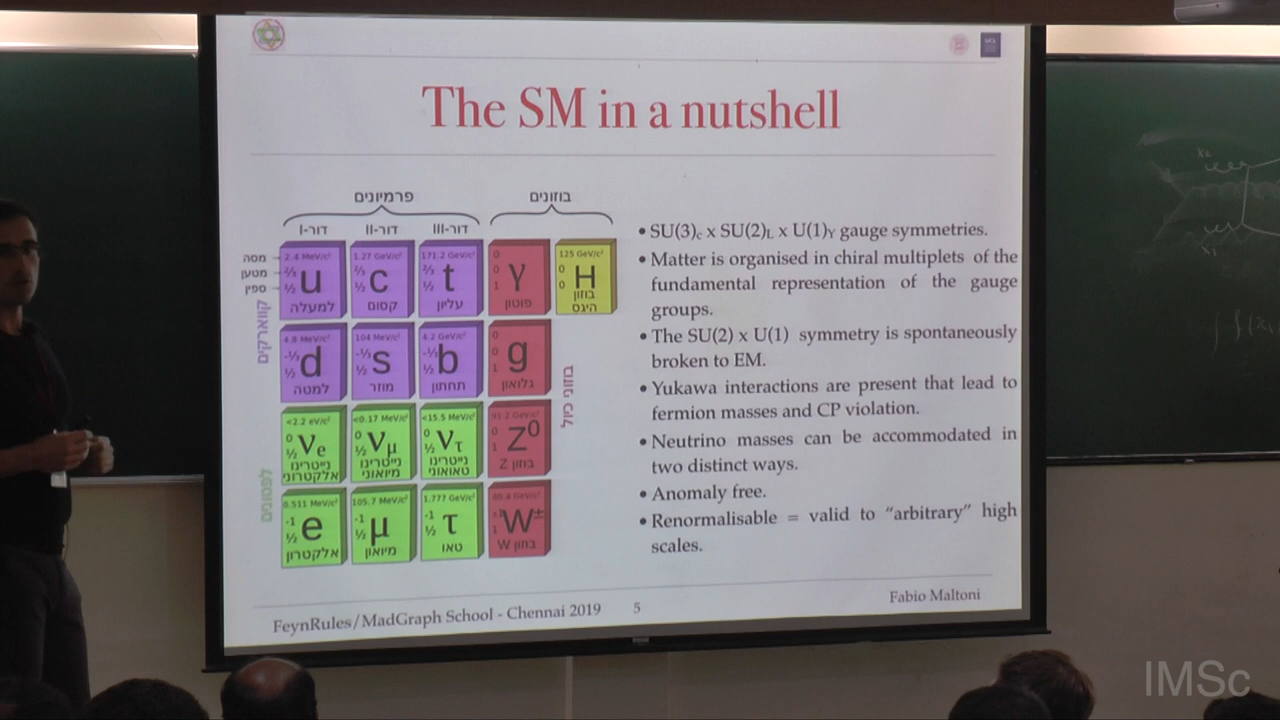 The SM in a nutshell
פרמיונים
בוזונים
דור-I
דור-II
דור-III
מסה
מטען
ספין
קווארקים
2.4 MeV/c²
⅔
½
u
למעלה
1.27 GeV/c²
⅔
½
c
קסום
171.2 GeV/c²
⅔
½
t
עליון
0
0
1
γ
פוטון
125 GeV/c²
0
0
H
בוזון
היגס
4.8 MeV/c²
-⅓
½
d
למטה
104 MeV/c²
-⅓
½
s
מוזר
4.2 GeV/c²
-⅓
½
b
תחתון
0
0
1
g
גלואון
בוזוני כיול
לפטונים
<2.2 eV/c²
0
½
νe
נייטרינו
אלקטרוני
<0.17 MeV/c²
0
½
νμ
נייטרינו
מיואוני
<15.5 MeV/c²
0
½
ντ
נייטרינו
טאואוני
91.2 GeV/c²
0
1
Z⁰
בוזון Z
0.511 MeV/c²
-1
½
e
אלקטרון
105.7 MeV/c²
-1
½
μ
מיואון
1.777 GeV/c²
-1
½
τ
טאו
80.4 GeV/c²
1
W±
בוזון W
• SU(3)c x SU(2)L x U(1)Y gauge symmetries.
• Matter is organised in chiral multiplets of the
fundamental representation of the gauge
groups.
• The SU(2) x U(1) symmetry is spontaneously
broken to EM.
• Yukawa interactions are present that lead to
fermion masses and CP violation.
• Neutrino masses can be accommodated in
two distinct ways.
• Anomaly free.
• Renormalisable = valid to “arbitrary” high
scales.
FeynRules/MadGraph School - Chennai 2019
5
Fabio Maltoni
IMSc